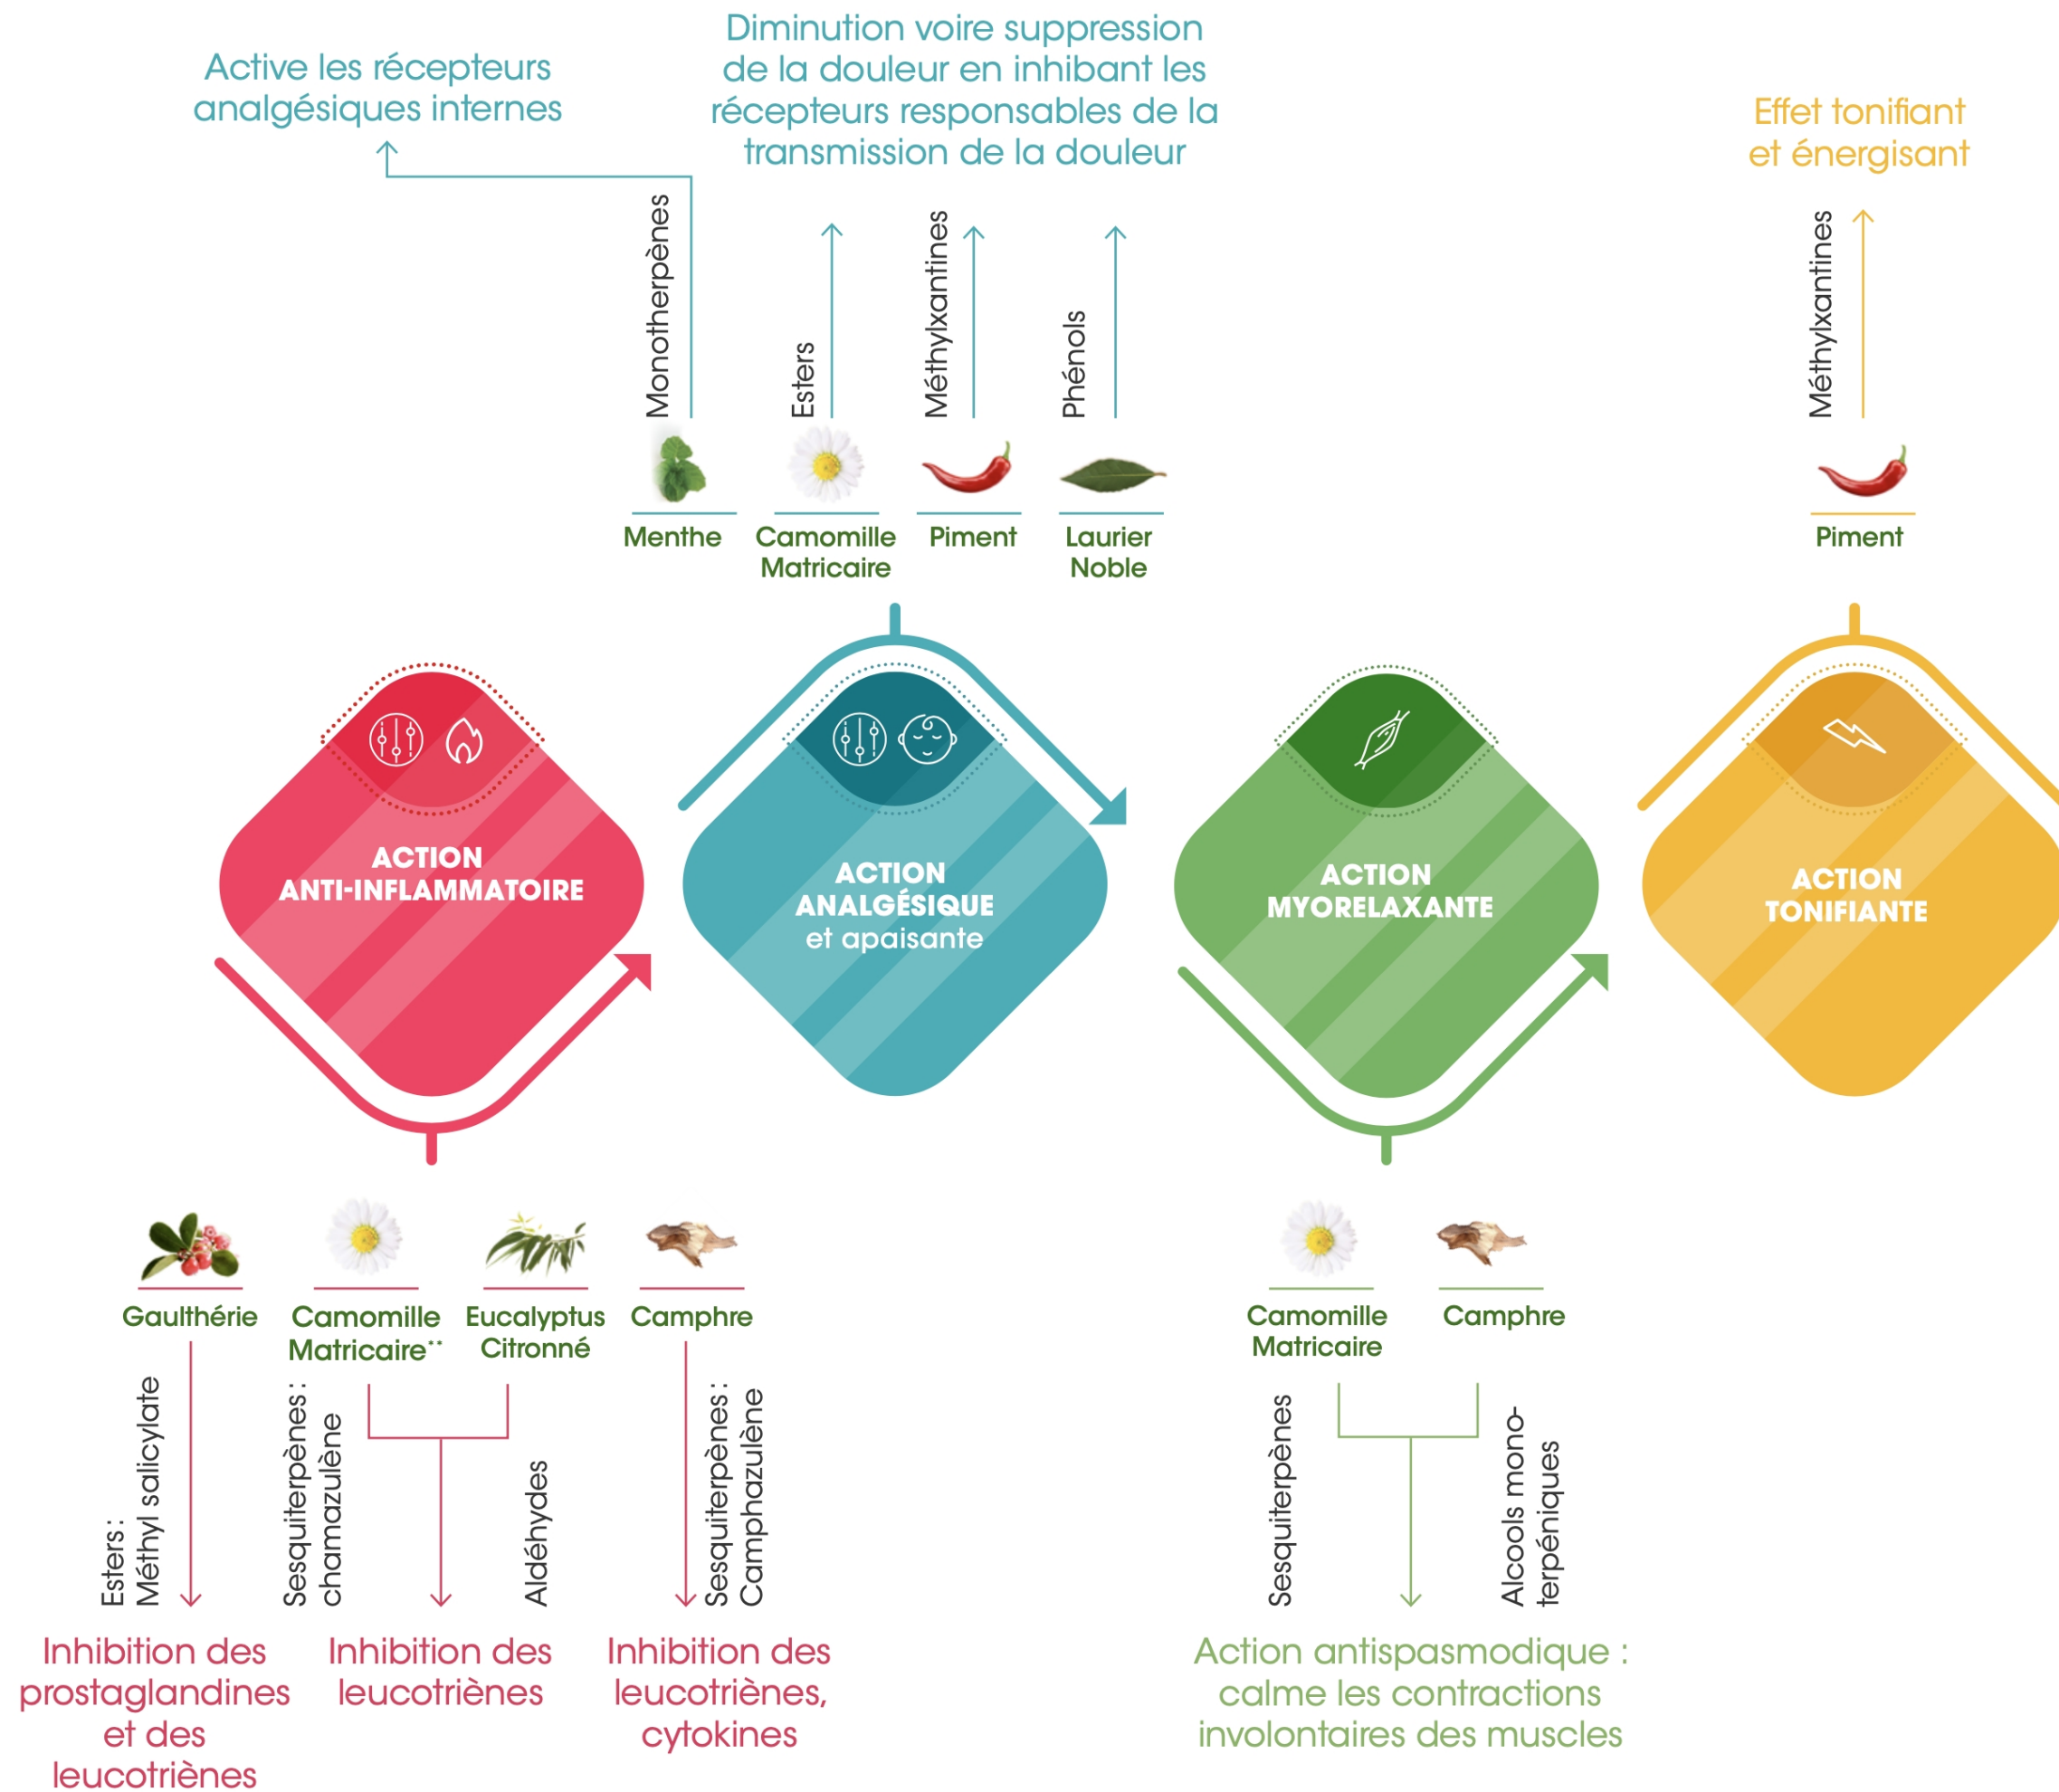 Active les récepteurs
analgésiques internes
Diminution voire suppression
de la douleur en inhibant les
récepteurs responsables de la
transmission de la douleur
Effet tonifiant
et énergisant
Monotherpènes
Esters
Méthylxantines
Phénols
Méthylxantines
Menthe
Camomille
Matricaire
Piment
Laurier
Noble
Piment
ACTION
ANTI-INFLAMMATOIRE
ACTION
ANALGÉSIQUE
et apaisante
ACTION
MYORELAXANTE
ACTION
TONIFIANTE
Gaulthérie
Camomille
Matricaire**
Eucalyptus
Citronné
Camphre
Camomille
Matricaire
Camphre
Esters :
Méthyl salicylate
Sesquiterpènes :
chamazulène
Aldéhydes
Sesquiterpènes :
Camphazulène
Sesquiterpènes
Alcools mono-
terpéniques
Inhibition des
prostaglandines
et des
leucotriènes
Inhibition des
leucotriènes
Inhibition des
leucotriènes,
cytokines
Action antispasmodique :
calme les contractions
involontaires des muscles